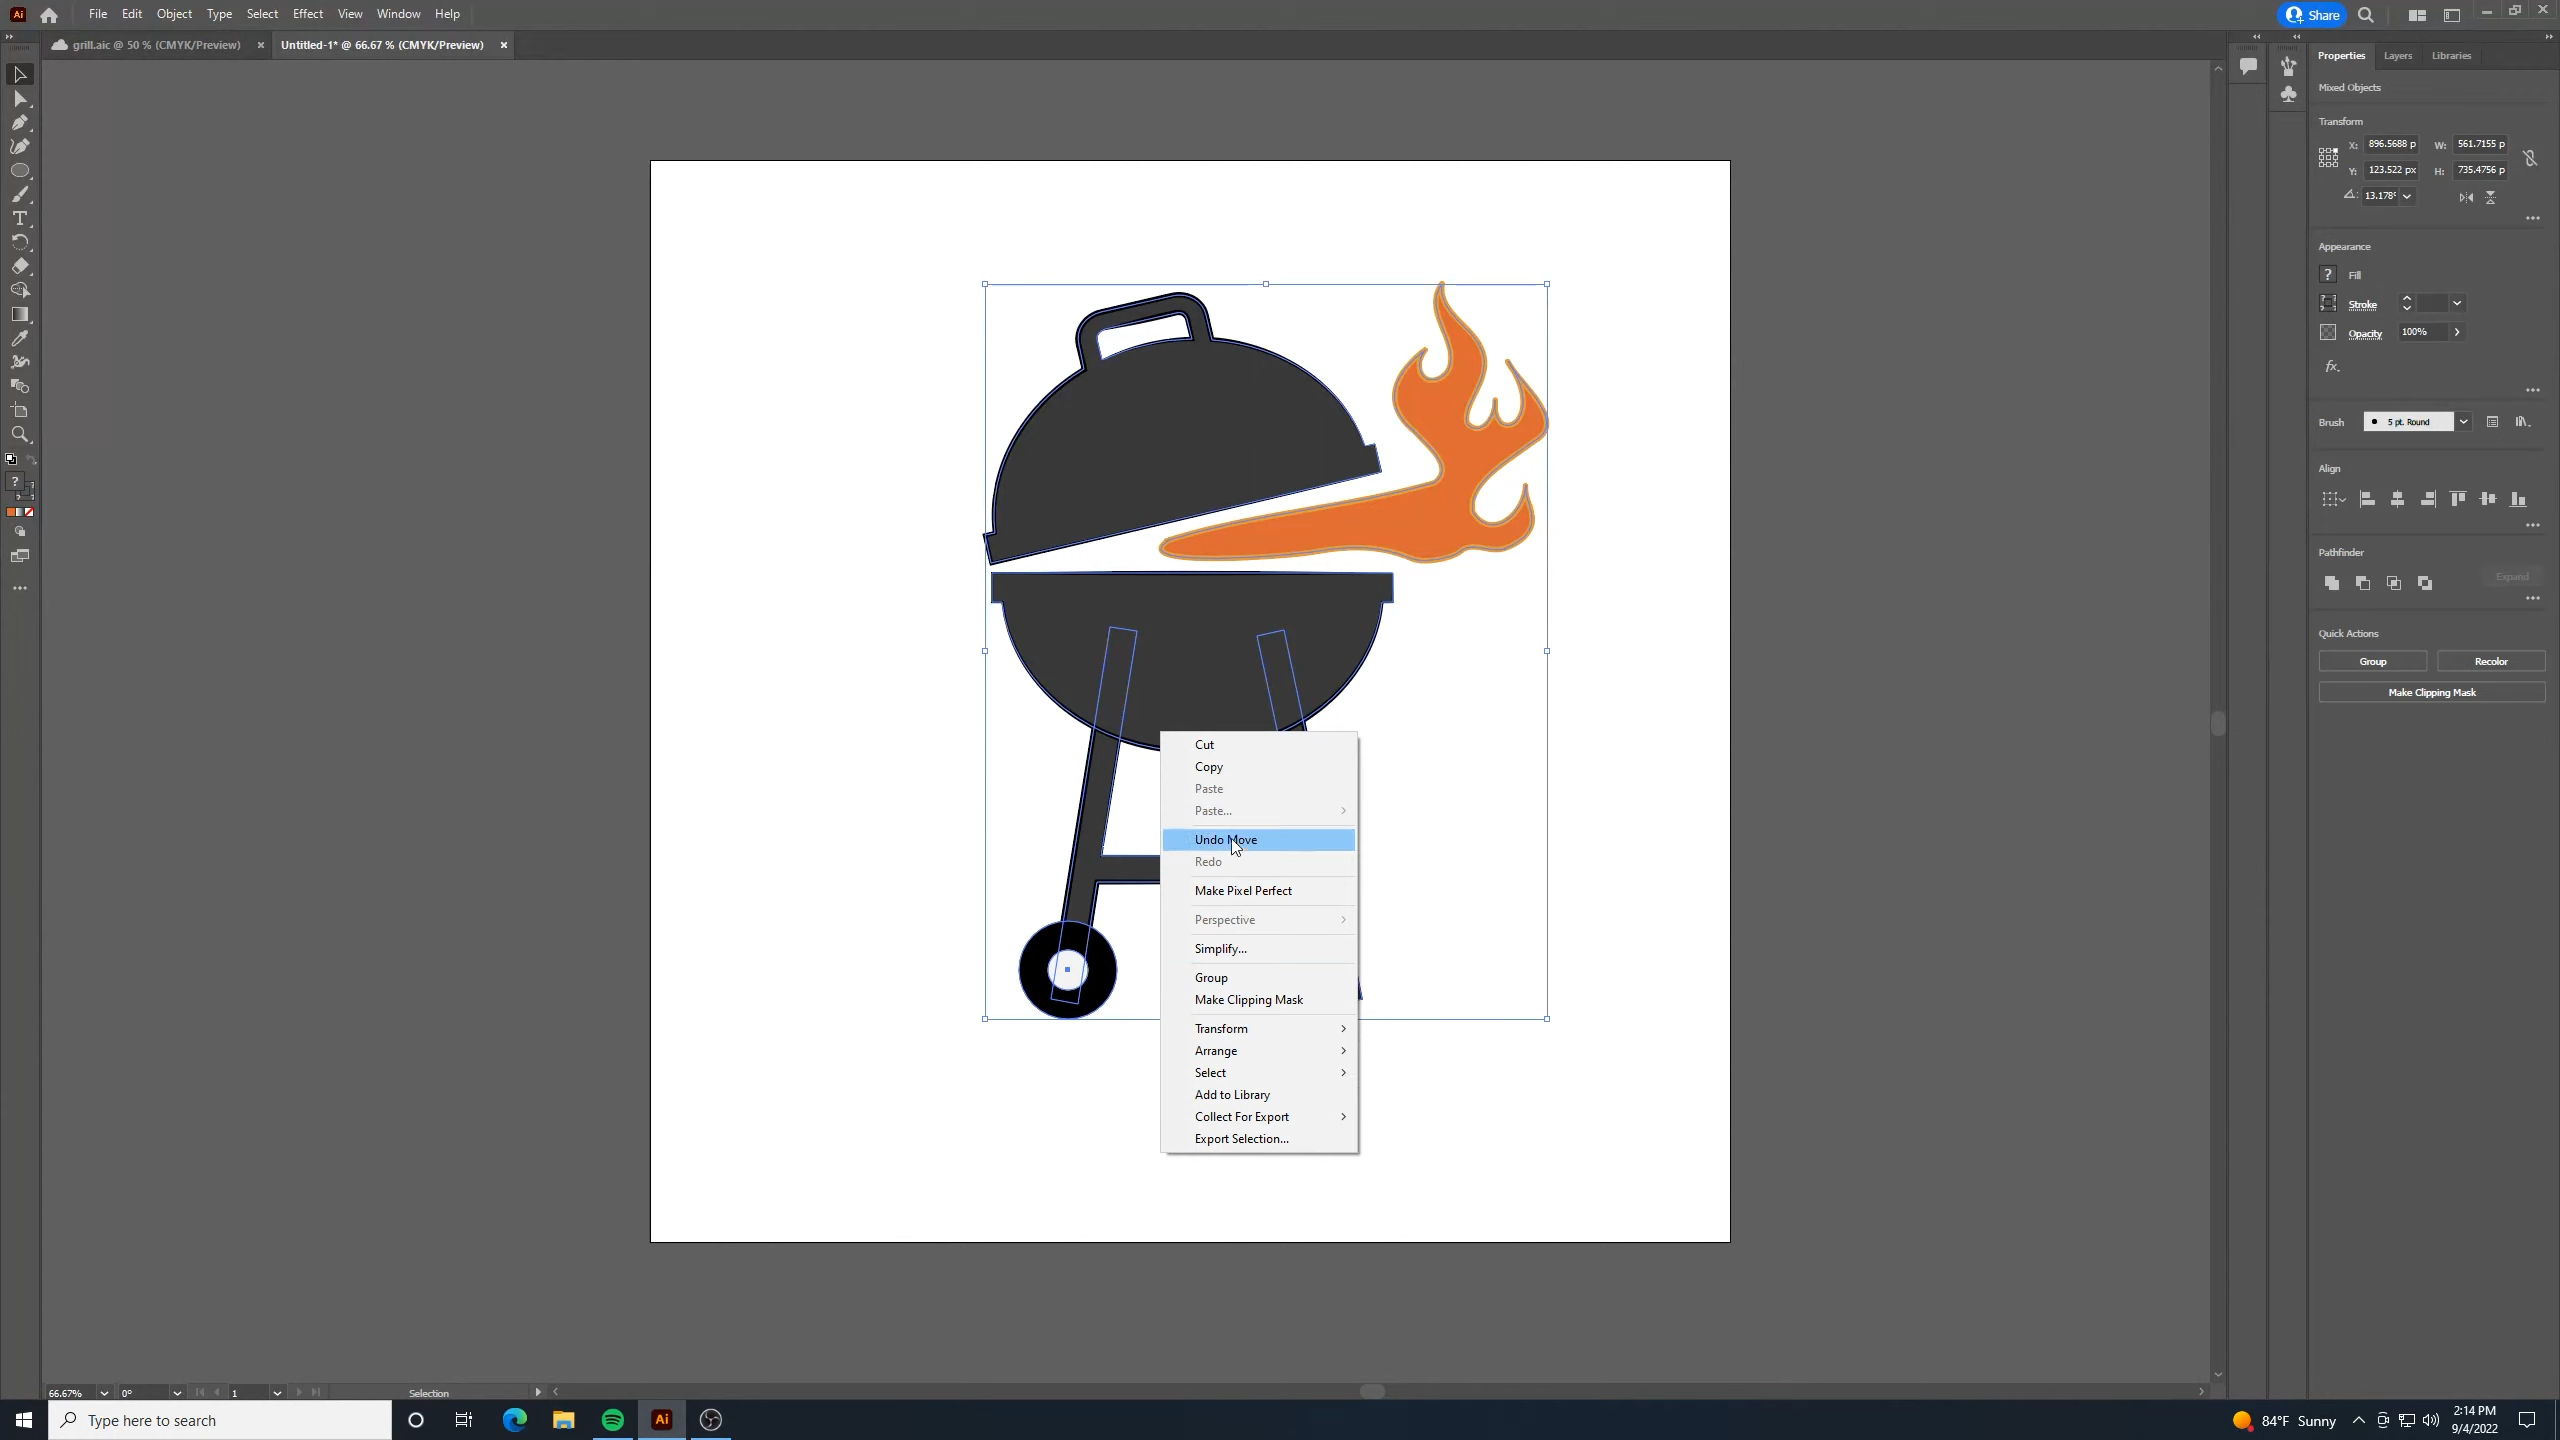 Ai File Edit Object Type Select Effect View Window Help Share
grill.aic @ 50 % (CMYK/Preview) × Untitled-1* @ 66.67 % (CMYK/Preview) ×
Properties Layers Libraries
Mixed Objects
Transform
X: 896.5688 p W: 561.7155 p
Y: 123.522 px H: 735.4756 p
13.178°
Appearance
? Fill
Stroke
Opacity 100%
fx.
Brush 5 pt. Round
Align
Pathfinder
Expand
Quick Actions
Group Recolor
Make Clipping Mask
Cut
Copy
Paste
Paste...
Undo Move
Redo
Make Pixel Perfect
Perspective
Simplify...
Group
Make Clipping Mask
Transform
Arrange
Select
Add to Library
Collect For Export
Export Selection...
66.67% 0° 1 Selection
Type here to search
Ai
84°F Sunny
2:14 PM
9/4/2022